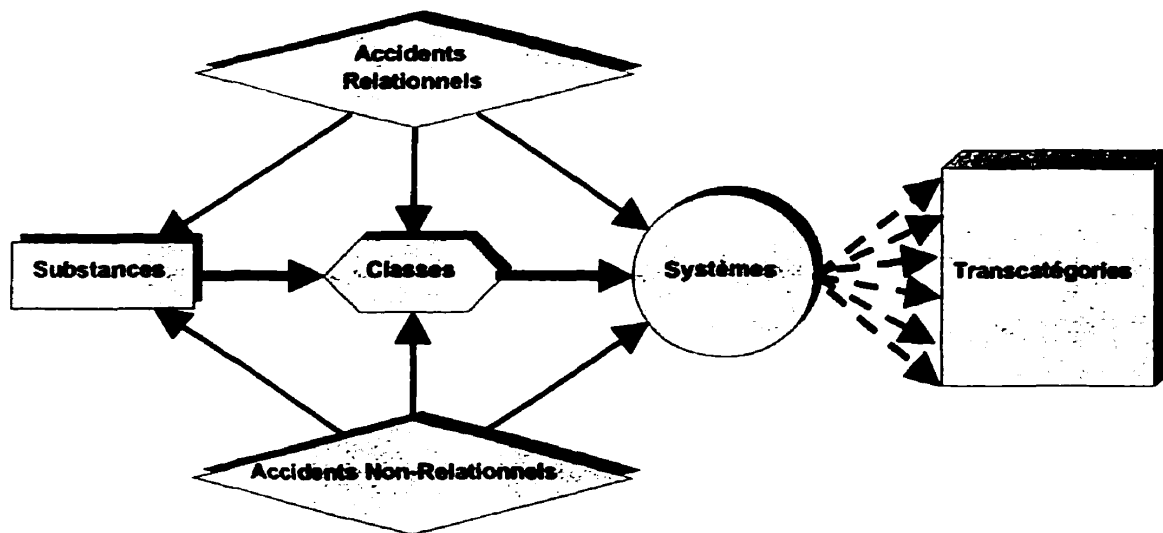 Accidents
Relationnels
Substances
Classes
Systèmes
Transcatégories
Accidents Non-Relationnels